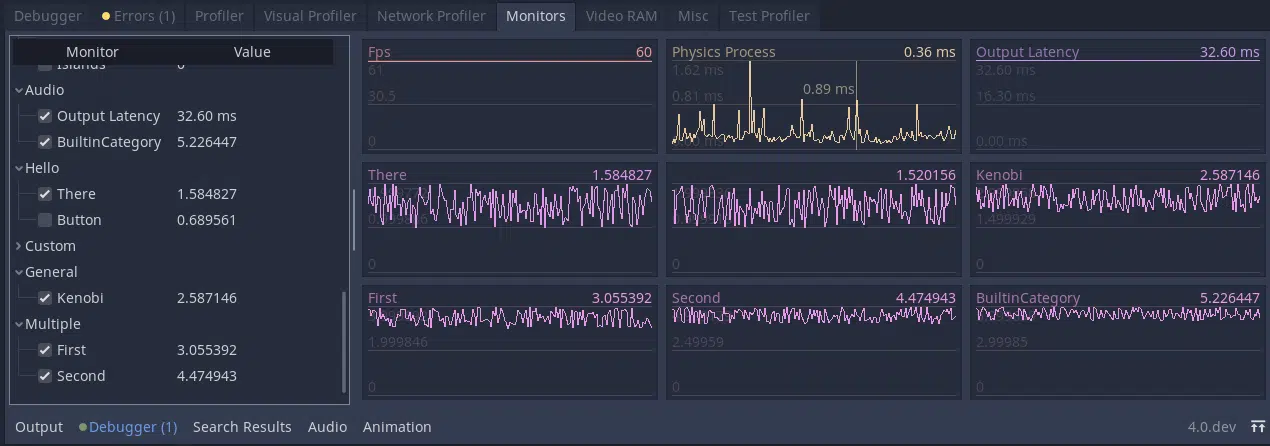 Debugger Errors (1) Profiler Visual Profiler Network Profiler Monitors Video RAM Misc Test Profiler
Monitor Value
Islands 0
Audio
Output Latency 32.60 ms
BuiltinCategory 5.226447
Hello
There 1.584827
Button 0.689561
Custom
General
Kenobi 2.587146
Multiple
First 3.055392
Second 4.474943
Fps 60
61
30.5
0
Physics Process 0.36 ms
1.62 ms
0.89 ms
0.81 ms
0.00 ms
Output Latency 32.60 ms
32.60 ms
16.30 ms
0.00 ms
There 1.584827
0
1.520156
0
Kenobi 2.587146
1.499929
0
First 3.055392
1.999846
0
Second 4.474943
2.49959
0
BuiltinCategory 5.226447
2.99985
0
Output Debugger (1) Search Results Audio Animation 4.0.dev